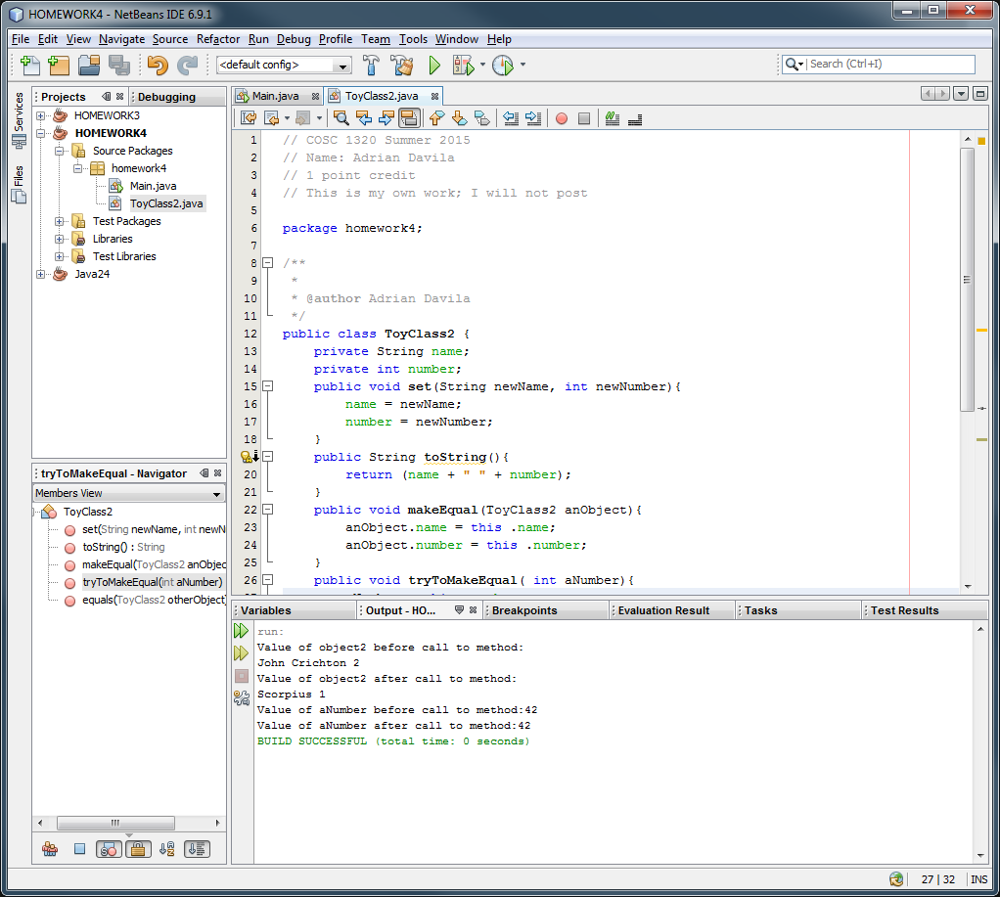 HOMEWORK4 - NetBeans IDE 6.9.1
File Edit View Navigate Source Refactor Run Debug Profile Team Tools Window Help
<default config>
Search (Ctrl+I)
Services
Files
Projects
Debugging
HOMEWORK3
HOMEWORK4
Source Packages
homework4
Main.java
ToyClass2.java
Test Packages
Libraries
Test Libraries
Java24
tryToMakeEqual - Navigator
Members View
ToyClass2
set(String newName, int newN
toString() : String
makeEqual(ToyClass2 anObjec
tryToMakeEqual(int aNumber)
equals(ToyClass2 otherObject
Main.java
ToyClass2.java
1 // COSC 1320 Summer 2015
2 // Name: Adrian Davila
3 // 1 point credit
4 // This is my own work; I will not post
5
6 package homework4;
7
8 /**
9 *
10 * @author Adrian Davila
11 */
12 public class ToyClass2 {
13 private String name;
14 private int number;
15 public void set(String newName, int newNumber){
16 name = newName;
17 number = newNumber;
18 }
public String toString(){
20 return (name + " " + number);
21 }
22 public void makeEqual(ToyClass2 anObject){
23 anObject.name = this .name;
24 anObject.number = this .number;
25 }
26 public void tryToMakeEqual( int aNumber){
Variables
Output - HO...
Breakpoints
Evaluation Result
Tasks
Test Results
run:
Value of object2 before call to method:
John Crichton 2
Value of object2 after call to method:
Scorpius 1
Value of aNumber before call to method:42
Value of aNumber after call to method:42
BUILD SUCCESSFUL (total time: 0 seconds)
27 | 32 INS